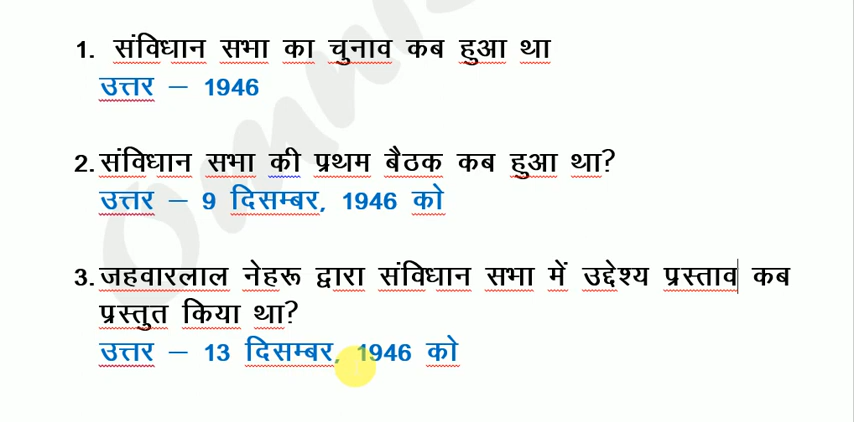 1. संविधान सभा का चुनाव कब हुआ था
उत्तर – 1946
2. संविधान सभा की प्रथम बैठक कब हुआ था?
उत्तर – 9 दिसम्बर, 1946 को
3. जहवारलाल नेहरू द्वारा संविधान सभा में उद्देश्य प्रस्ताव कब
प्रस्तुत किया था?
उत्तर – 13 दिसम्बर, 1946 को